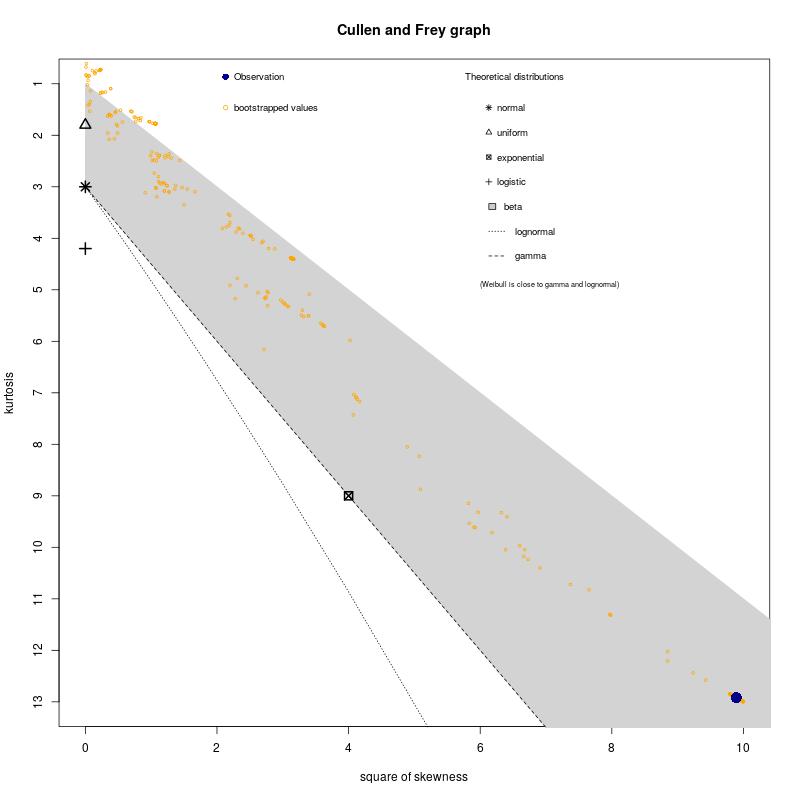 Cullen and Frey graph
Observation
Theoretical distributions
bootstrapped values
normal
uniform
exponential
logistic
beta
lognormal
gamma
(Weibull is close to gamma and lognormal)
kurtosis
1
2
3
4
5
6
7
8
9
10
11
12
13
0 2 4 6 8 10
square of skewness